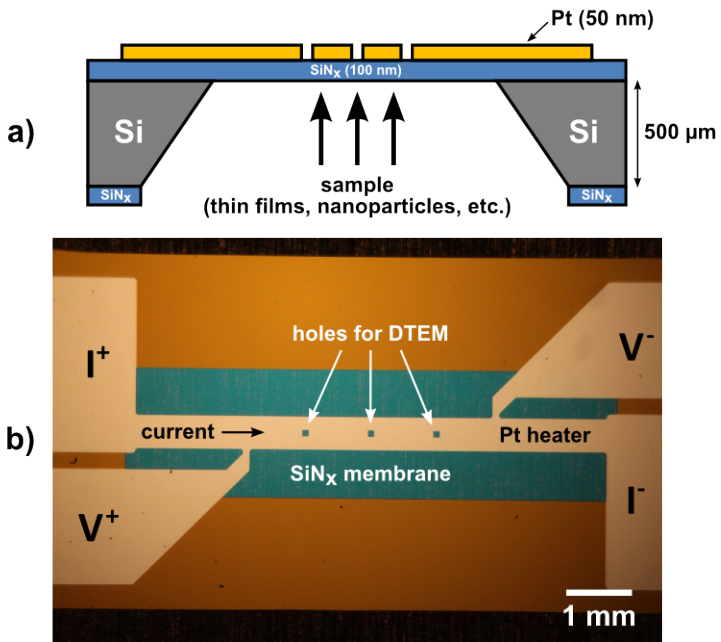 Pt (50 nm)
SiNx (100 nm)
a)
Si
Si
500 µm
sample
(thin films, nanoparticles, etc.)
SiNx
SiNx
b)
holes for DTEM
I+
V-
current
Pt heater
SiNx membrane
V+
I-
1 mm